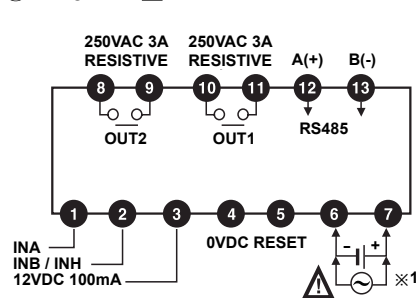 250VAC 3A 250VAC 3A
RESISTIVE RESISTIVE A(+) B(-)
8 9 10 11 12 13
OUT2 OUT1 RS485
1 2 3 4 5 6 7
INA 0VDC RESET - +
INB / INH
12VDC 100mA ※1